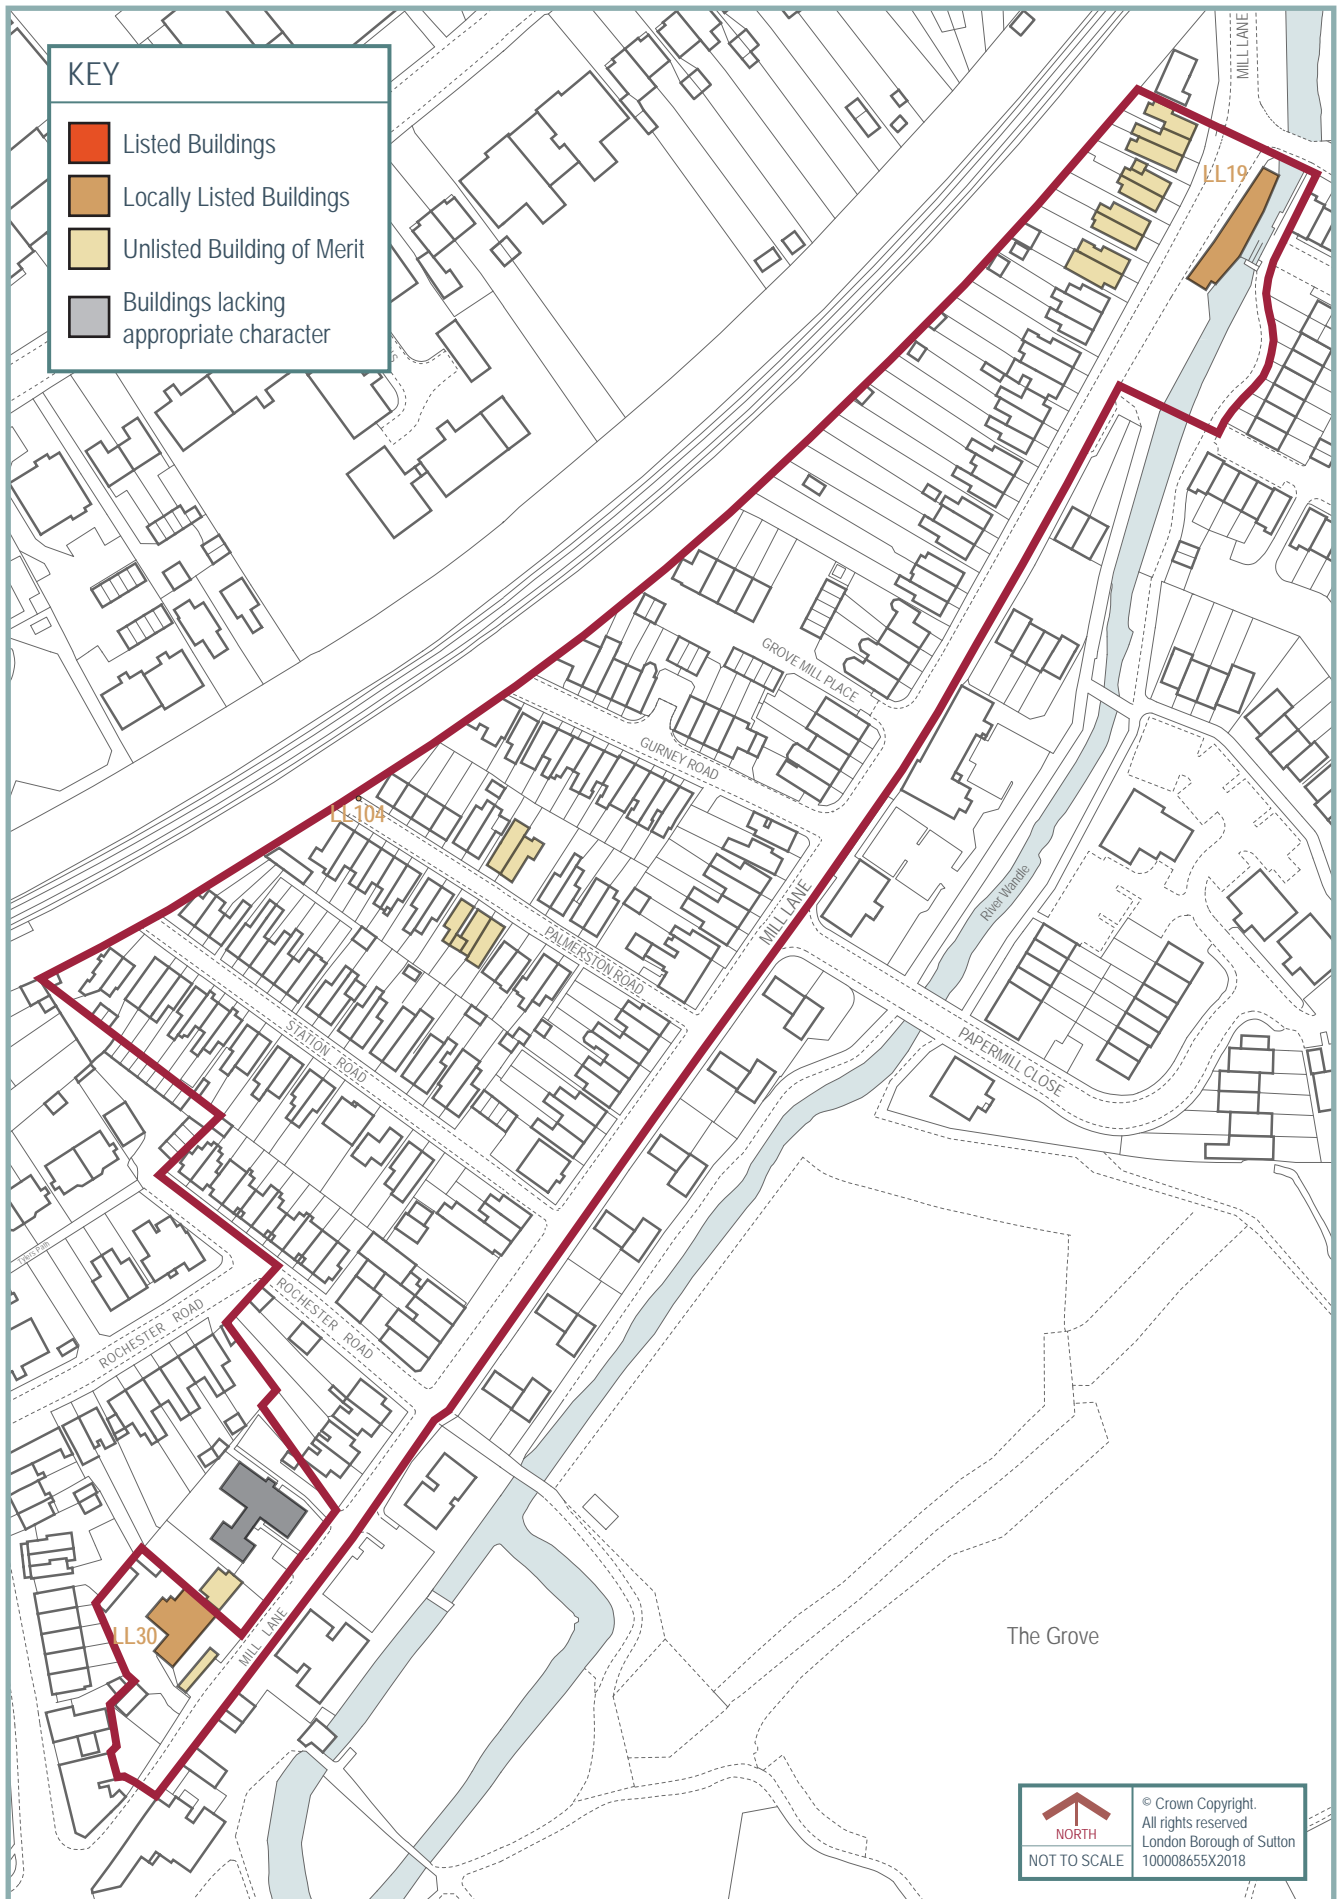 KEY
Listed Buildings
Locally Listed Buildings
Unlisted Building of Merit
Buildings lacking
appropriate character
MILL LANE
LL19
GROVE MILL PLACE
GURNEY ROAD
LL104
MILL LANE
River Wandle
PALMERSTON ROAD
STATION ROAD
PAPERMILL CLOSE
Tyles Path
ROCHESTER ROAD
ROCHESTER ROAD
LL30
MILL LANE
The Grove
NORTH
NOT TO SCALE
© Crown Copyright.
All rights reserved
London Borough of Sutton
100008655X2018